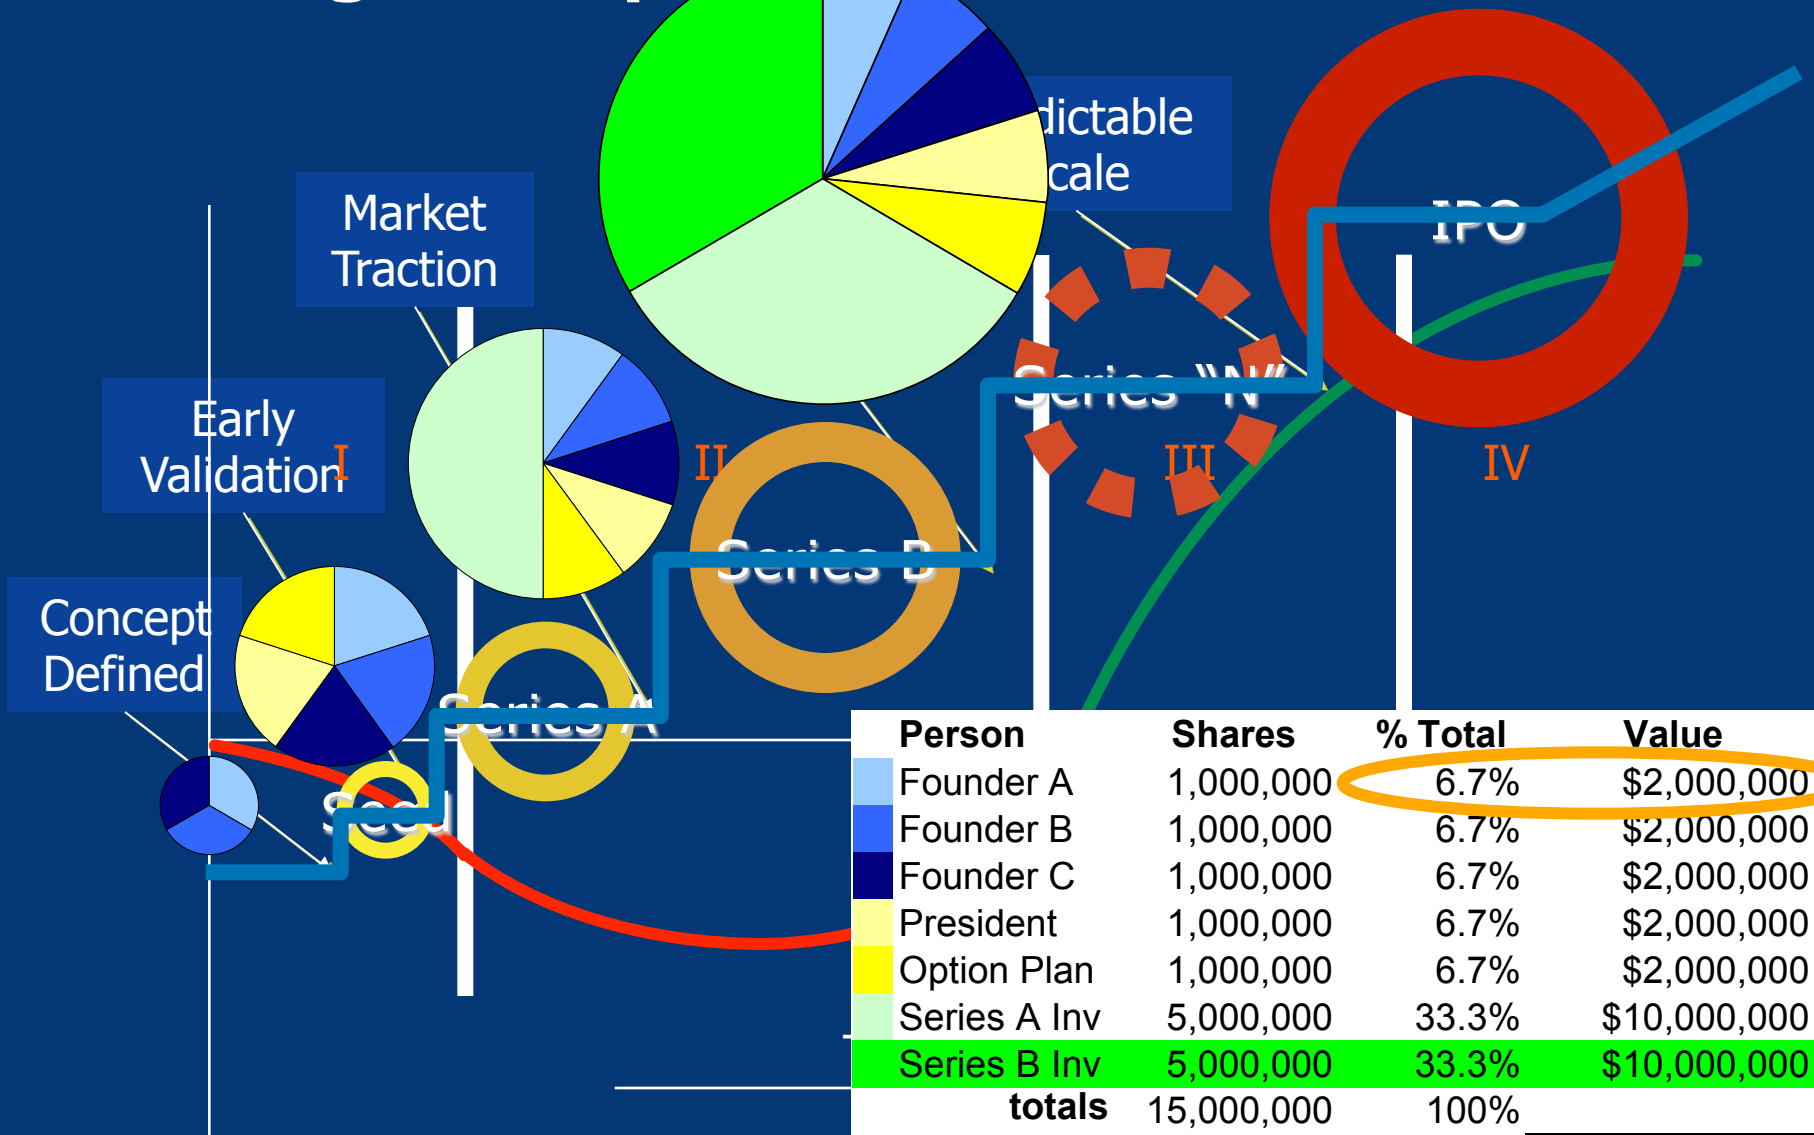 dictable
cale
Market
Traction
IPO
Series “N”
Early
Validation
I
II
III
IV
Series B
Concept
Defined
Series A
Seed
Person Shares % Total Value
Founder A 1,000,000 6.7% $2,000,000
Founder B 1,000,000 6.7% $2,000,000
Founder C 1,000,000 6.7% $2,000,000
President 1,000,000 6.7% $2,000,000
Option Plan 1,000,000 6.7% $2,000,000
Series A Inv 5,000,000 33.3% $10,000,000
Series B Inv 5,000,000 33.3% $10,000,000
totals 15,000,000 100%